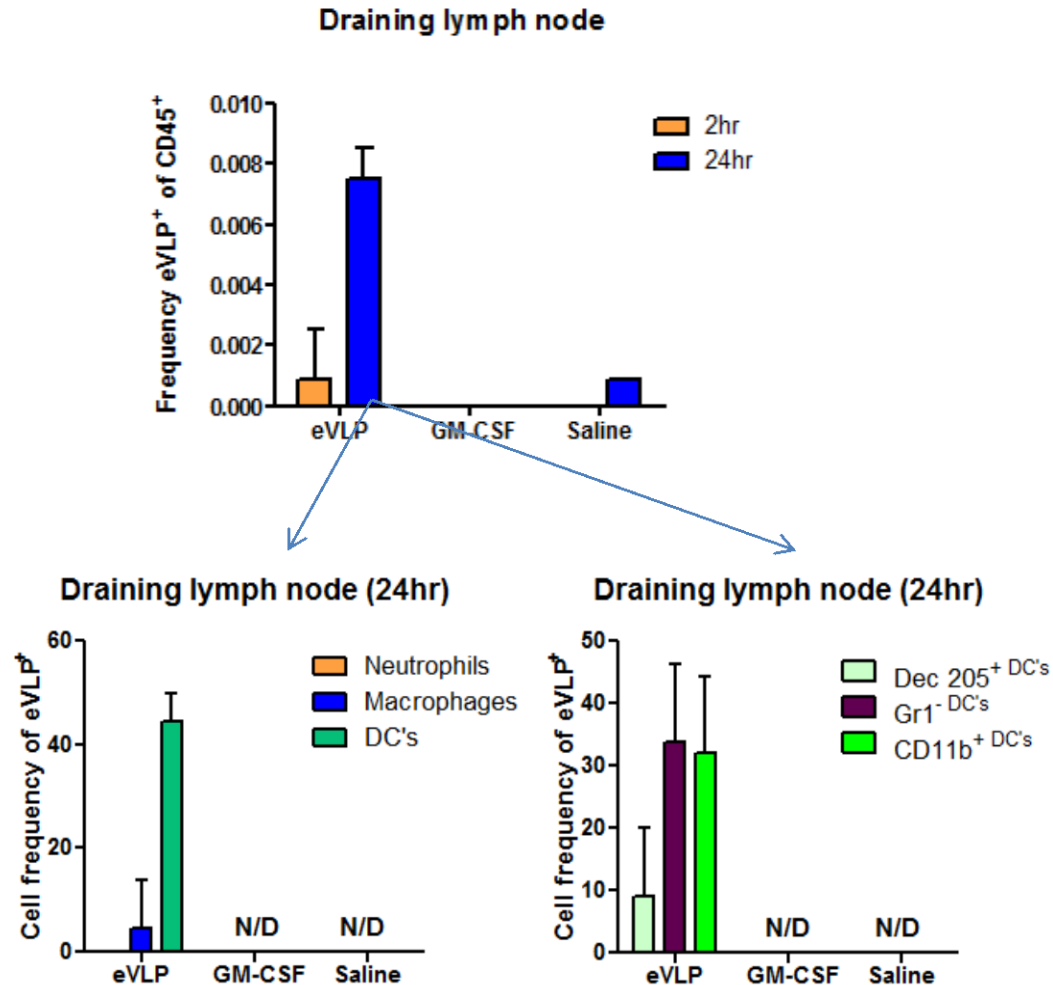 Draining lymph node
Frequency eVLP⁺ of CD45⁺
0.010
0.008
0.006
0.004
0.002
0.000
2hr
24hr
eVLP GM-CSF Saline
Draining lymph node (24hr)
Cell frequency of eVLP⁺
60
40
20
0
Neutrophils
Macrophages
DC's
N/D N/D
eVLP GM-CSF Saline
Draining lymph node (24hr)
Cell frequency of eVLP⁺
50
40
30
20
10
0
Dec 205⁺ DC's
Gr1⁻ DC's
CD11b⁺ DC's
N/D N/D
eVLP GM-CSF Saline